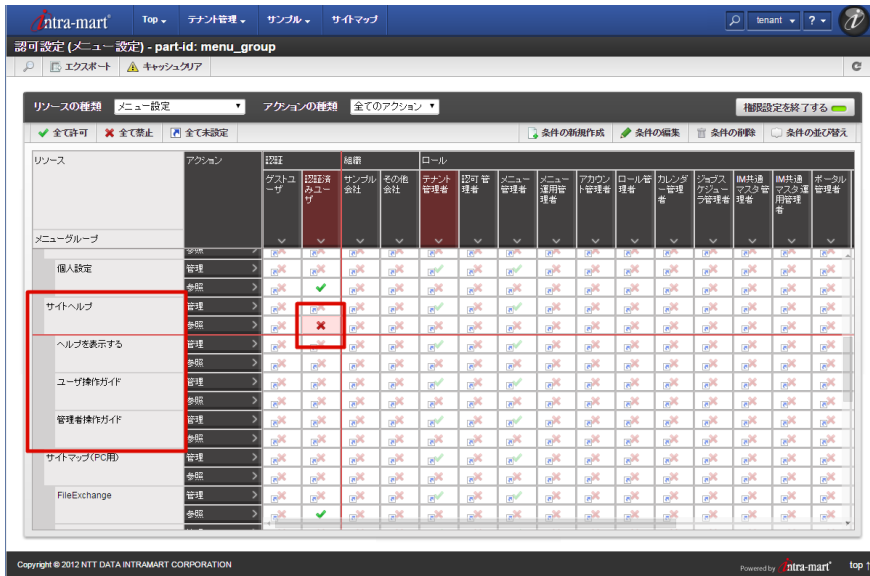 intra-mart Top テナント管理 サンプル サイトマップ tenant ?
認可設定 (メニュー設定) - part-id: menu_group
エクスポート キャッシュクリア
リソースの種類 メニュー設定 アクションの種類 全てのアクション 権限設定を終了する
全て許可 全て禁止 全て未設定 条件の新規作成 条件の編集 条件の削除 条件の並び替え
リソース アクション 認証 組織 ロール
ゲストユーザ 認証済みユーザ サンプル会社 その他会社 テナント管理者 認可管理者 メニュー管理者 メニュー運用管理者 アカウント管理者 ロール管理者 カレンダー管理者 ジョブスケジューラ管理者 IM共通マスタ管理者 IM共通マスタ運用管理者 ポータル管理者
メニューグループ
参照
個人設定 管理
参照
サイトヘルプ 管理
参照
ヘルプを表示する 管理
参照
ユーザ操作ガイド 管理
参照
管理者操作ガイド 管理
参照
サイトマップ(PC用) 管理
参照
FileExchange 管理
参照
Copyright © 2012 NTT DATA INTRAMART CORPORATION Powered by intra-mart top ↑